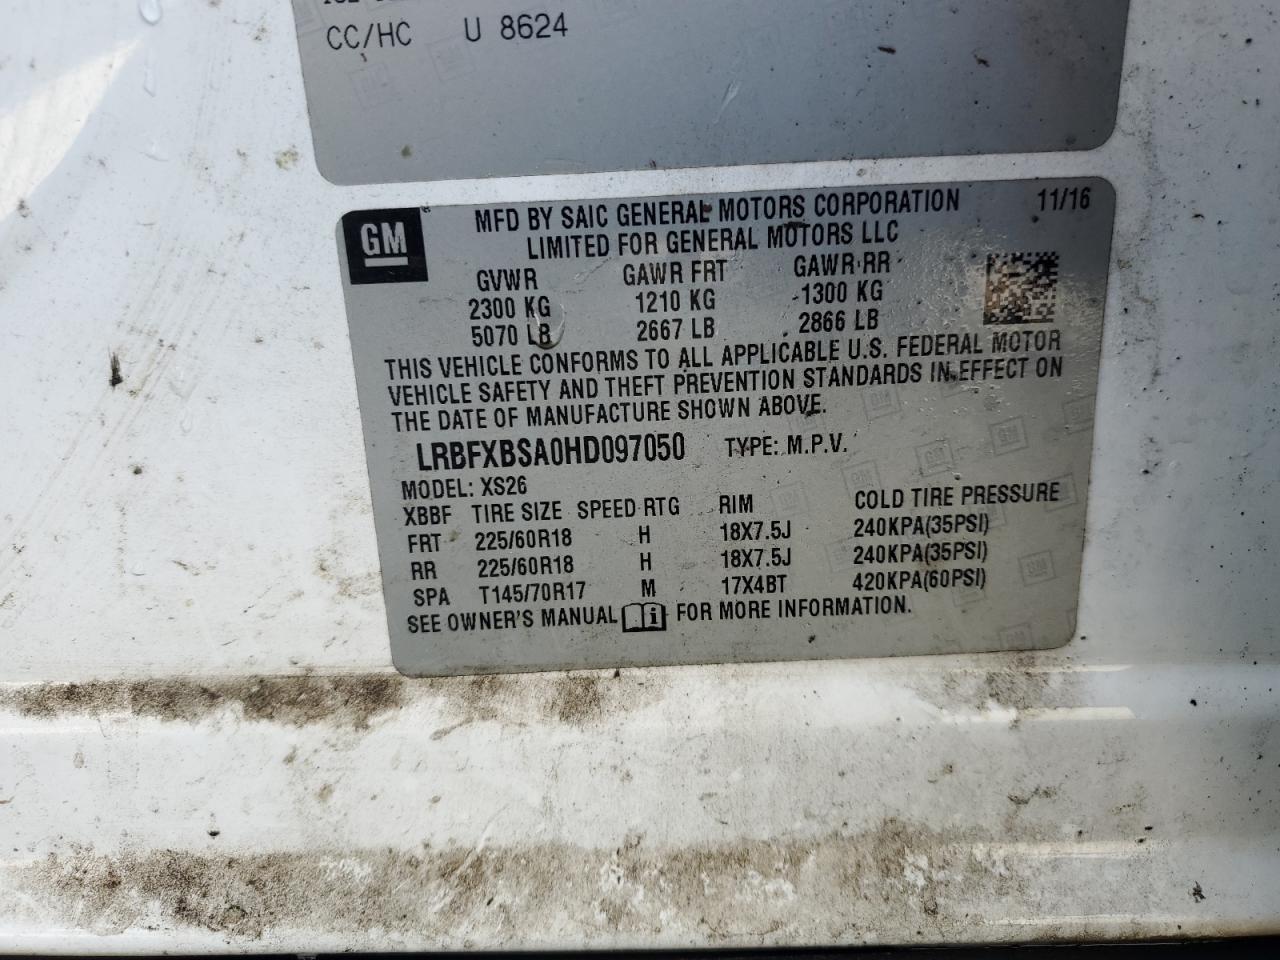 CC/HC U 8624
GM
MFD BY SAIC GENERAL MOTORS CORPORATION 11/16
LIMITED FOR GENERAL MOTORS LLC
GVWR GAWR FRT GAWR RR
2300 KG 1210 KG 1300 KG
5070 LB 2667 LB 2866 LB
THIS VEHICLE CONFORMS TO ALL APPLICABLE U.S. FEDERAL MOTOR
VEHICLE SAFETY AND THEFT PREVENTION STANDARDS IN EFFECT ON
THE DATE OF MANUFACTURE SHOWN ABOVE.
LRBFXBSA0HD097050 TYPE: M.P.V.
MODEL: XS26
XBBF TIRE SIZE SPEED RTG RIM COLD TIRE PRESSURE
FRT 225/60R18 H 18X7.5J 240KPA(35PSI)
RR 225/60R18 H 18X7.5J 240KPA(35PSI)
SPA T145/70R17 M 17X4BT 420KPA(60PSI)
SEE OWNER'S MANUAL i FOR MORE INFORMATION.